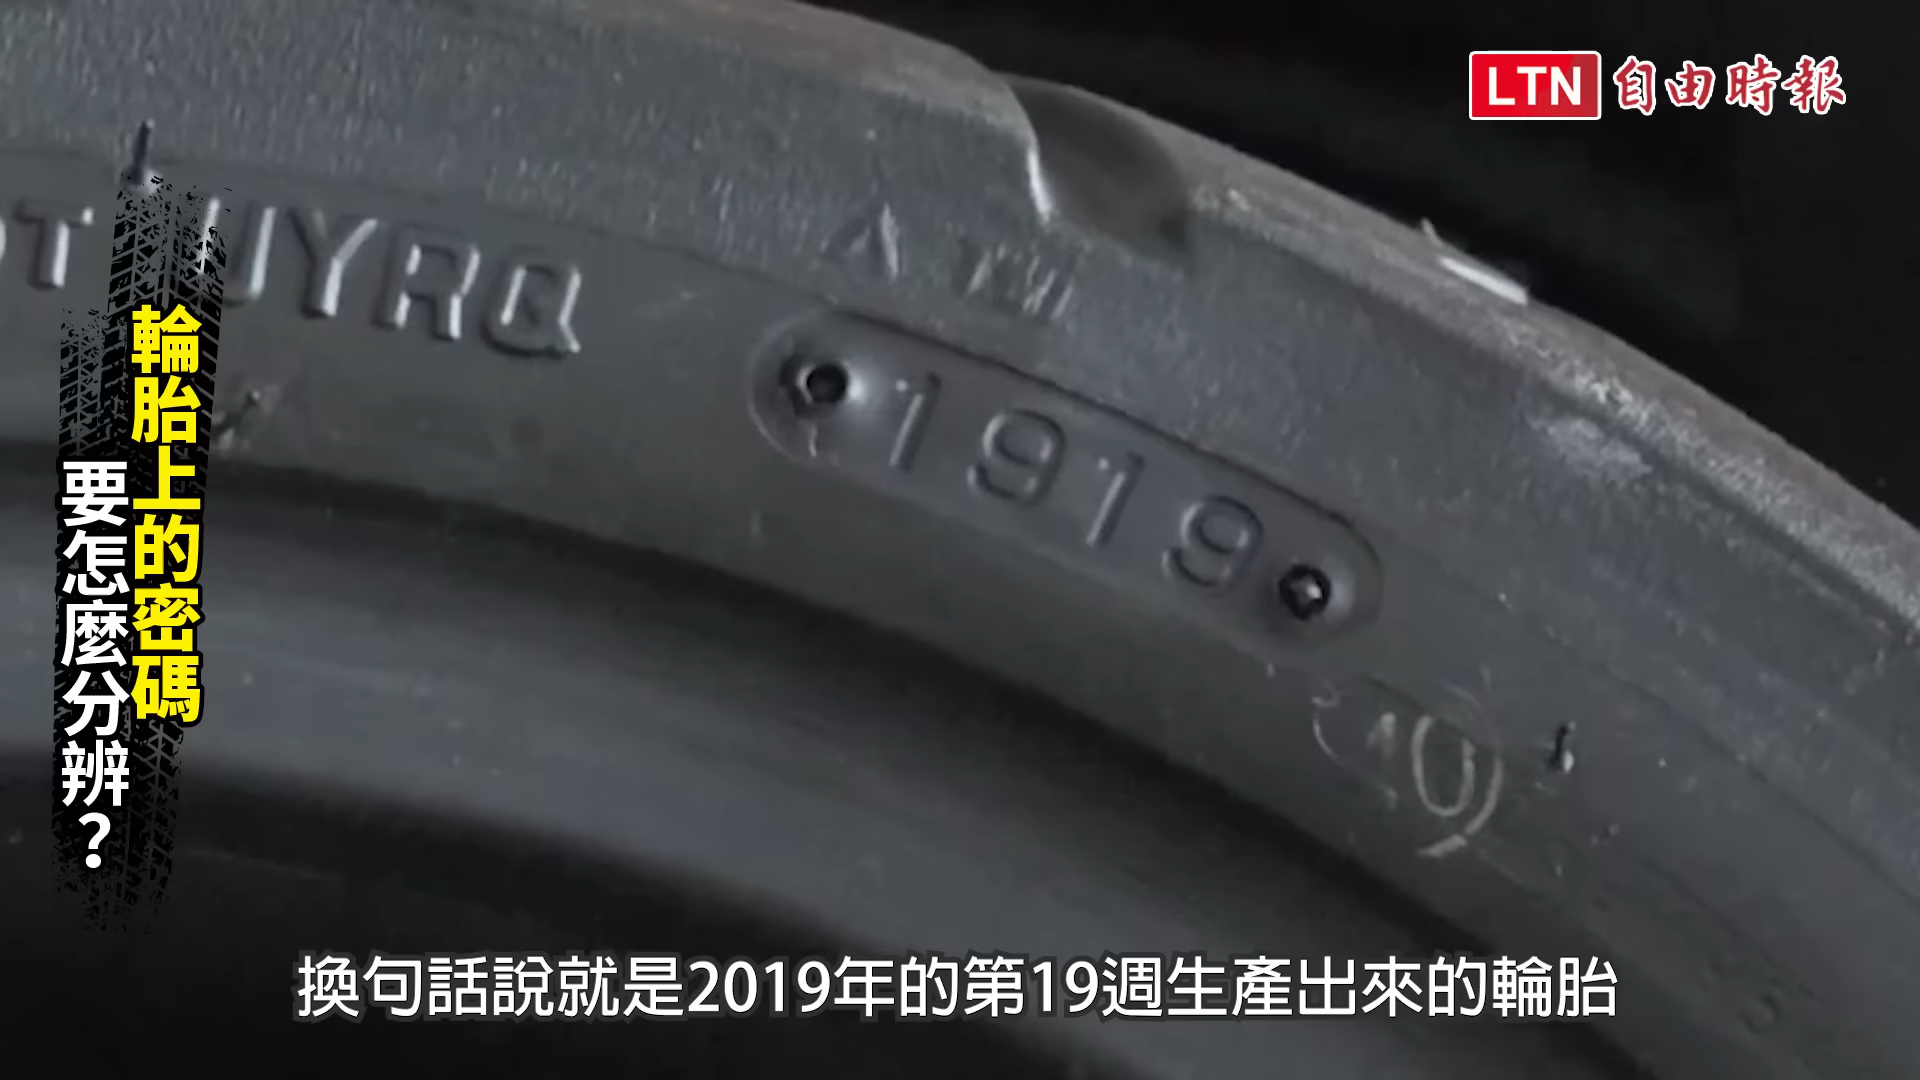 LTN 自由時報
UYRQ
1919
輪胎上的密碼
要怎麼分辨？
換句話說就是2019年的第19週生產出來的輪胎